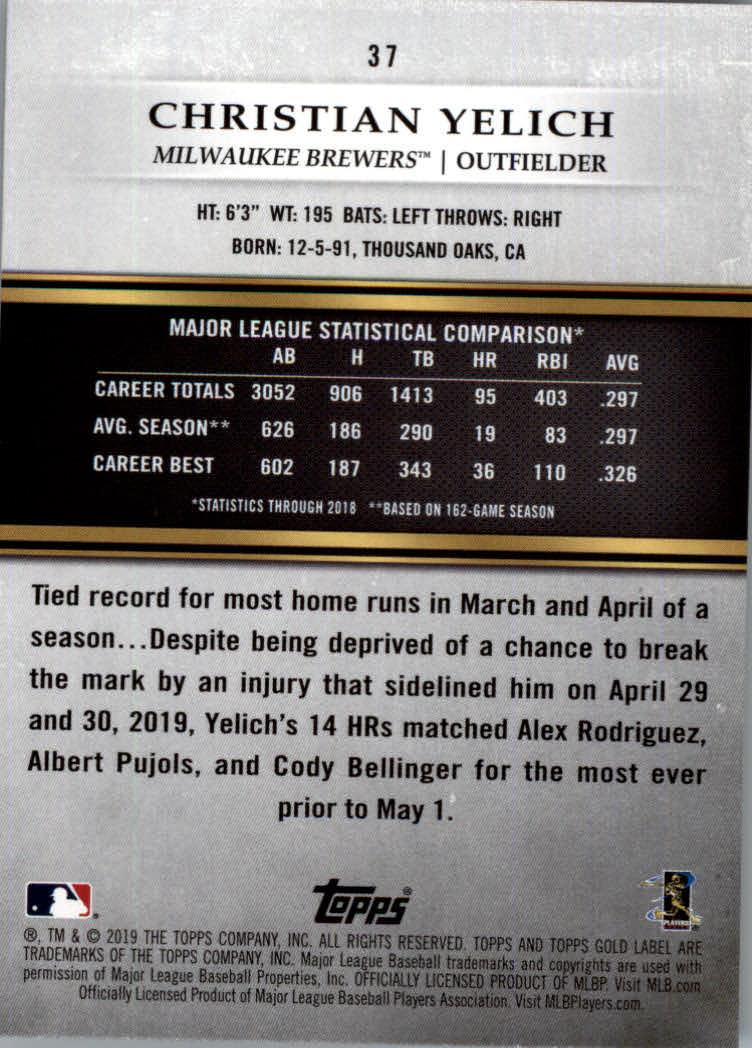 37
CHRISTIAN YELICH
MILWAUKEE BREWERS™ | OUTFIELDER
HT: 6'3" WT: 195 BATS: LEFT THROWS: RIGHT
BORN: 12-5-91, THOUSAND OAKS, CA
MAJOR LEAGUE STATISTICAL COMPARISON*
AB H TB HR RBI AVG
CAREER TOTALS 3052 906 1413 95 403 .297
AVG. SEASON** 626 186 290 19 83 .297
CAREER BEST 602 187 343 36 110 .326
*STATISTICS THROUGH 2018 **BASED ON 162-GAME SEASON
Tied record for most home runs in March and April of a
season...Despite being deprived of a chance to break
the mark by an injury that sidelined him on April 29
and 30, 2019, Yelich's 14 HRs matched Alex Rodriguez,
Albert Pujols, and Cody Bellinger for the most ever
prior to May 1.
topps®
PLAYERS
®, TM & © 2019 THE TOPPS COMPANY, INC. ALL RIGHTS RESERVED. TOPPS AND TOPPS GOLD LABEL ARE
TRADEMARKS OF THE TOPPS COMPANY, INC. Major League Baseball trademarks and copyrights are used with
permission of Major League Baseball Properties, Inc. OFFICIALLY LICENSED PRODUCT OF MLBP. Visit MLB.com
Officially Licensed Product of Major League Baseball Players Association. Visit MLBPlayers.com.